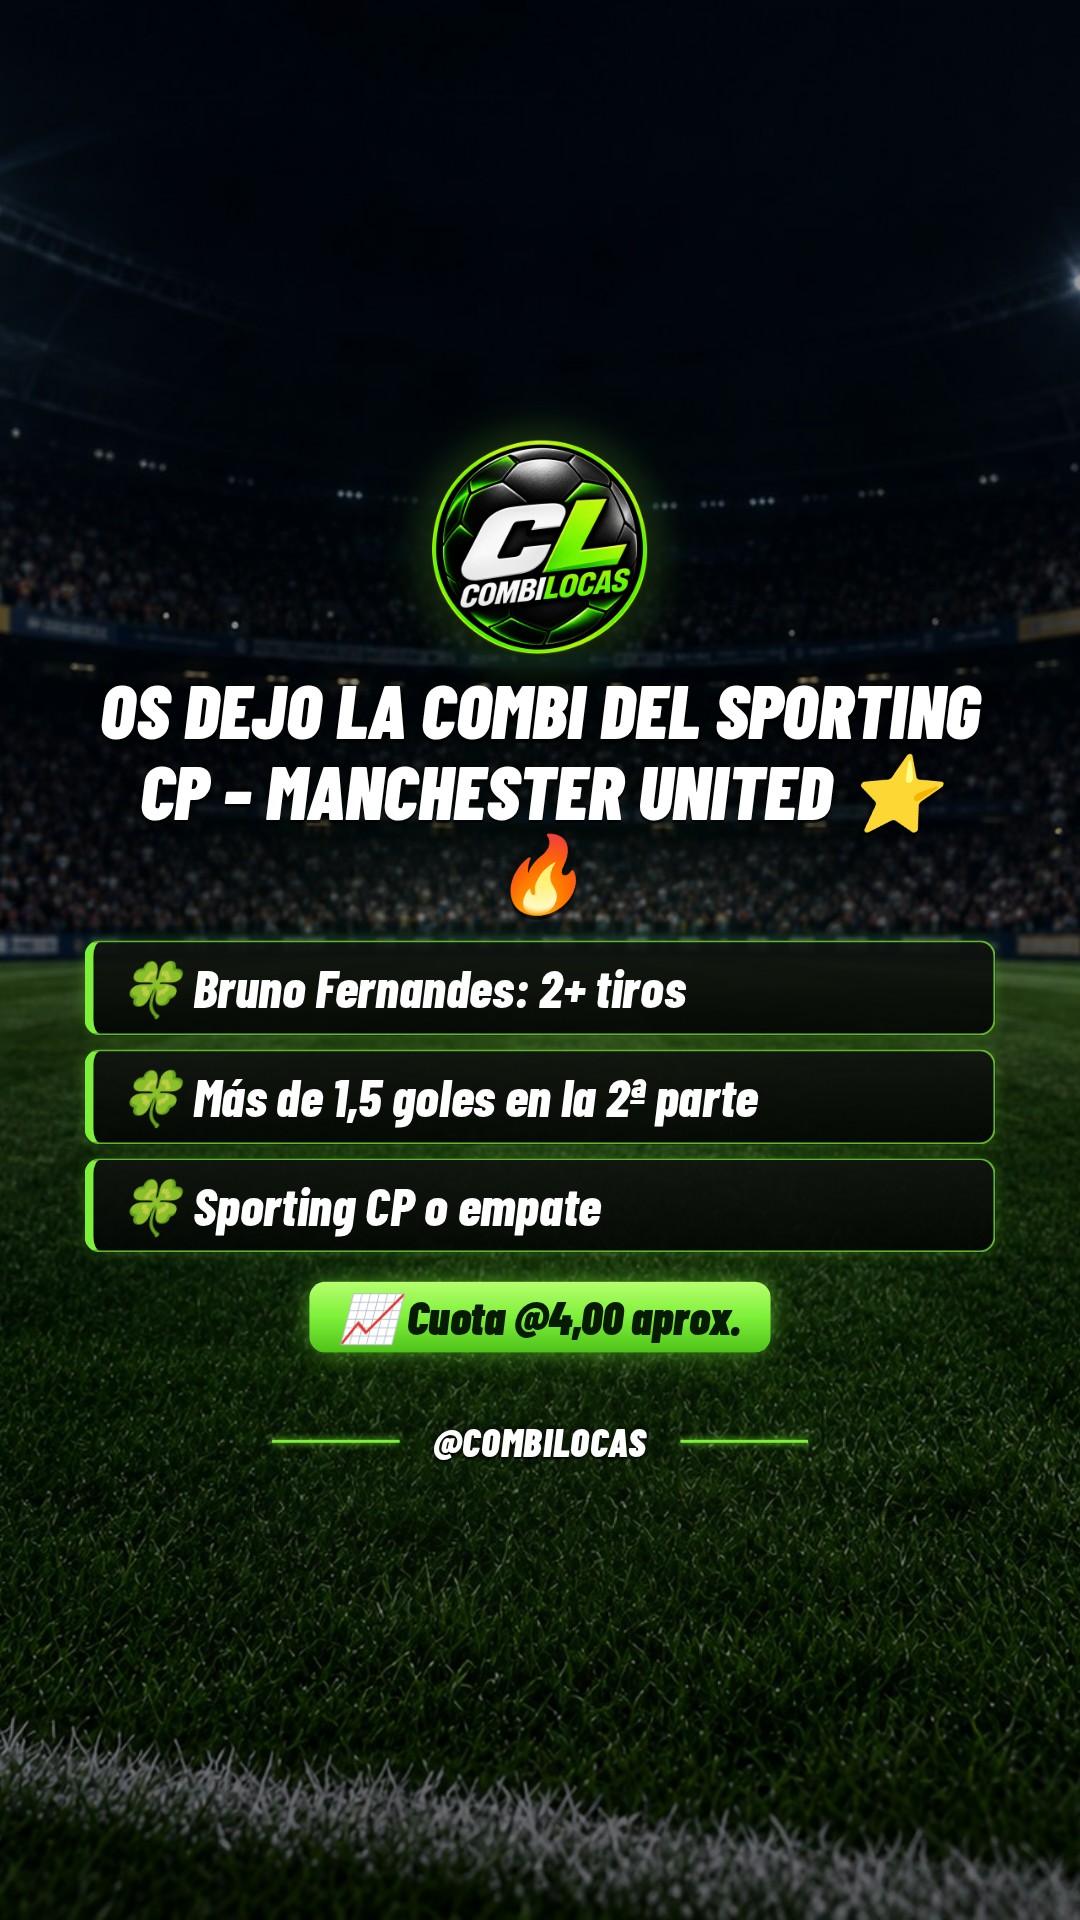 CL
COMBILOCAS
OS DEJO LA COMBI DEL SPORTING
CP - MANCHESTER UNITED ⭐
🔥
🍀 Bruno Fernandes: 2+ tiros
🍀 Más de 1,5 goles en la 2ª parte
🍀 Sporting CP o empate
📈 Cuota @4,00 aprox.
@COMBILOCAS